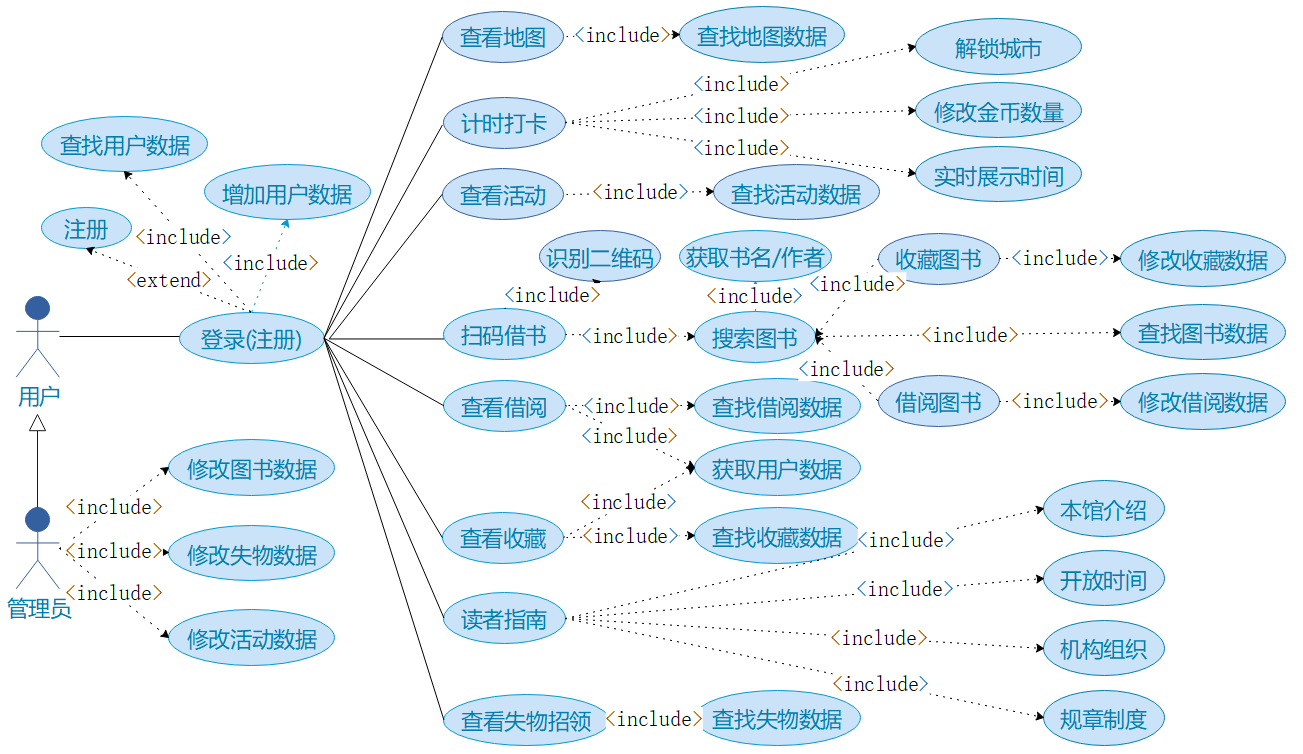 查看地图
<include>
查找地图数据
解锁城市
<include>
计时打卡
<include>
修改金币数量
<include>
实时展示时间
查找用户数据
增加用户数据
查看活动
<include>
查找活动数据
注册
<include>
<include>
<extend>
识别二维码
获取书名/作者
收藏图书
<include>
修改收藏数据
<include>
<include>
<include>
登录(注册)
扫码借书
<include>
搜索图书
<include>
查找图书数据
<include>
用户
查看借阅
<include>
查找借阅数据
借阅图书
<include>
修改借阅数据
<include>
修改图书数据
获取用户数据
<include>
<include>
本馆介绍
查看收藏
<include>
查找收藏数据
<include>
<include>
修改失物数据
开放时间
<include>
<include>
管理员
读者指南
<include>
机构组织
修改活动数据
<include>
规章制度
查看失物招领
<include>
查找失物数据